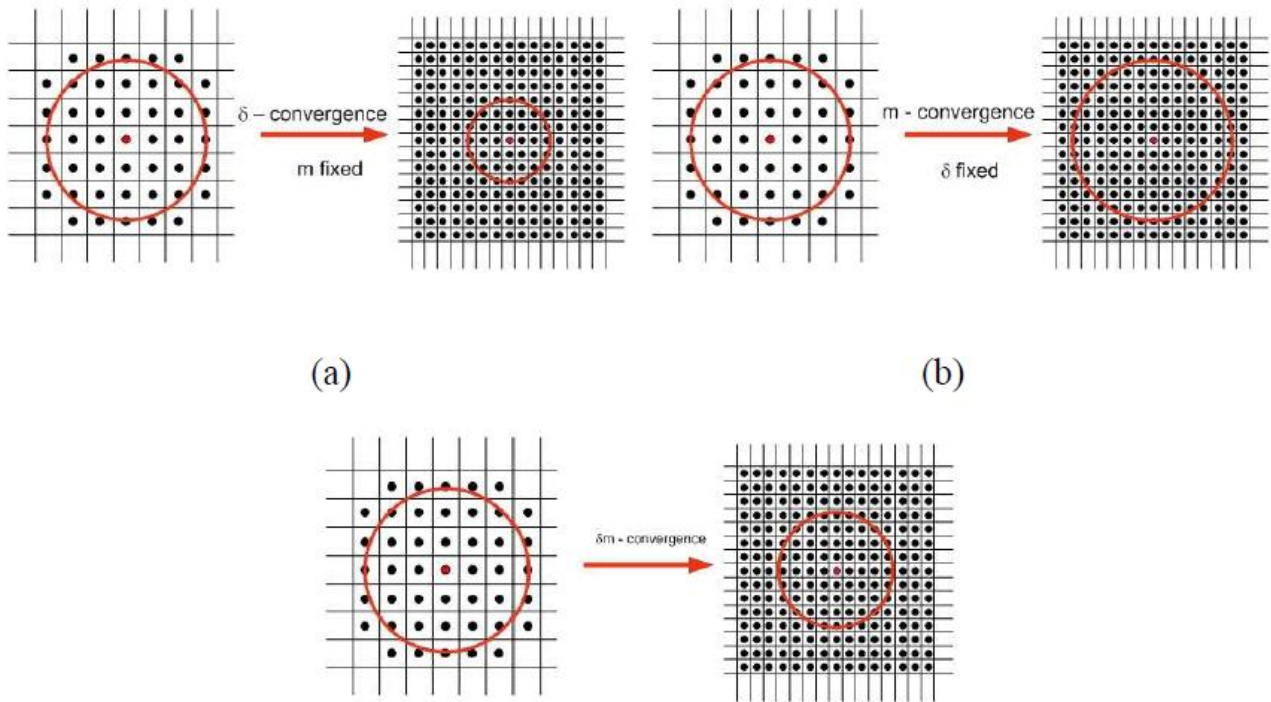 δ – convergence
m fixed
m - convergence
δ fixed
(a)
(b)
δm - convergence